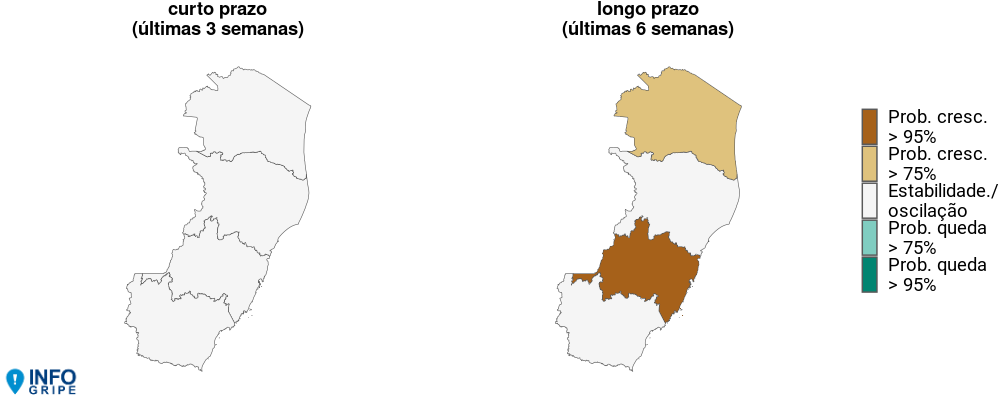 curto prazo
(últimas 3 semanas)
longo prazo
(últimas 6 semanas)
Prob. cresc.
> 95%
Prob. cresc.
> 75%
Estabilidade./
oscilação
Prob. queda
> 75%
Prob. queda
> 95%
INFO
GRIPE